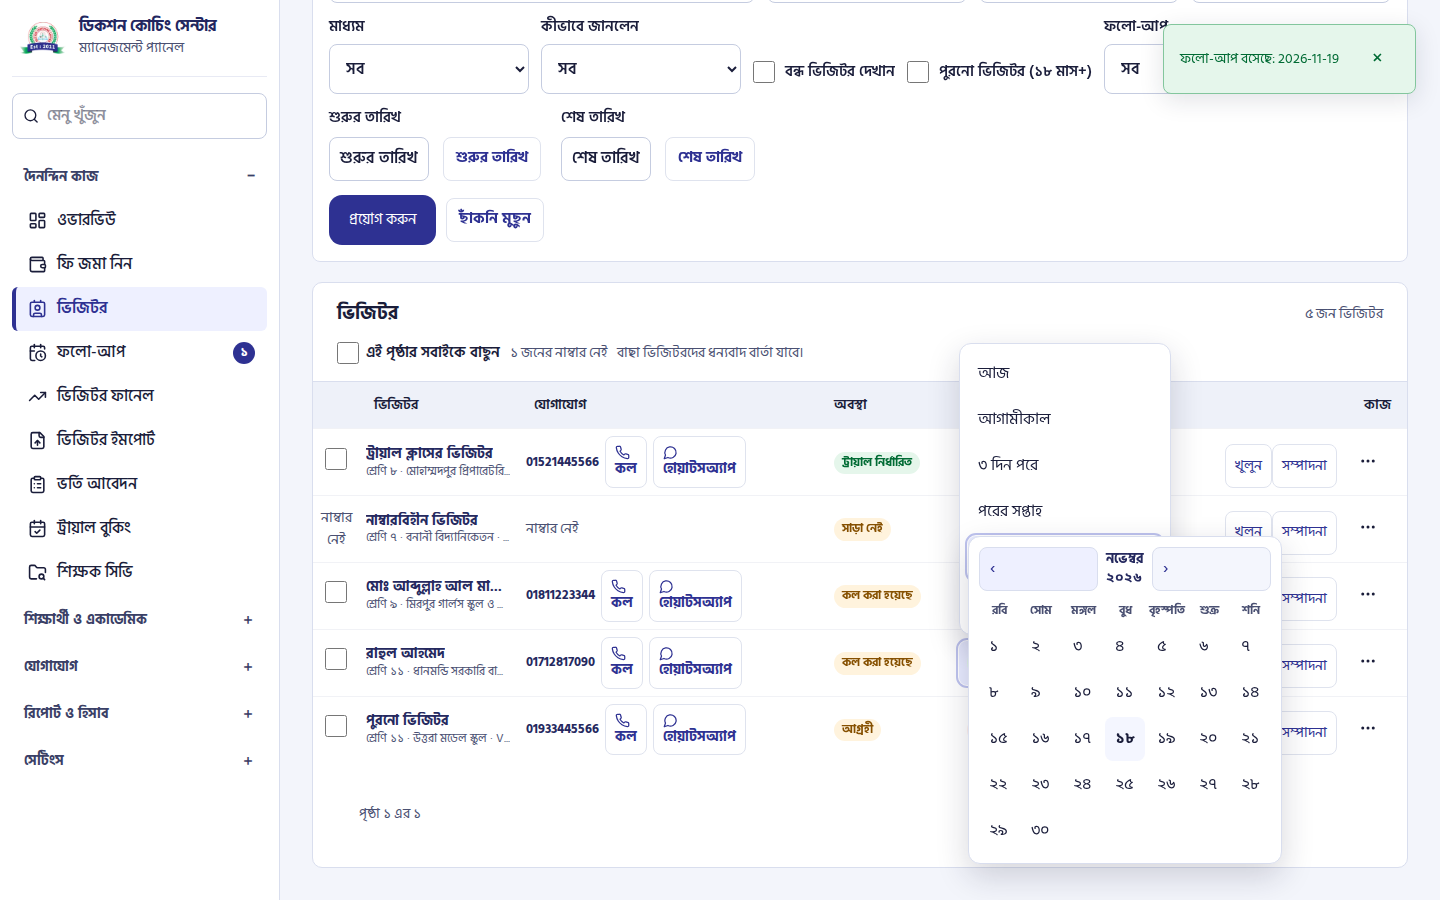 ডিকশন কোচিং সেন্টার
ম্যানেজমেন্ট প্যানেল
Est : 2011
মেনু খুঁজুন
দৈনন্দিন কাজ −
ওভারভিউ
ফি জমা নিন
ভিজিটর
ফলো-আপ ১
ভিজিটর ফানেল
ভিজিটর ইমপোর্ট
ভর্তি আবেদন
ট্রায়াল বুকিং
শিক্ষক সিভি
শিক্ষার্থী ও একাডেমিক +
যোগাযোগ +
রিপোর্ট ও হিসাব +
সেটিংস +
মাধ্যম কীভাবে জানলেন ফলো-আপ
সব সব বন্ধ ভিজিটর দেখান পুরনো ভিজিটর (১৮ মাস+) সব
ফলো-আপ বসেছে: 2026-11-19 ×
শুরুর তারিখ শেষ তারিখ
শুরুর তারিখ শুরুর তারিখ শেষ তারিখ শেষ তারিখ
প্রয়োগ করুন ছাঁকনি মুছুন
ভিজিটর ৫ জন ভিজিটর
এই পৃষ্ঠার সবাইকে বাছুন ১ জনের নাম্বার নেই বাছা ভিজিটরদের ধন্যবাদ বার্তা যাবে।
ভিজিটর যোগাযোগ অবস্থা কাজ
ট্রায়াল ক্লাসের ভিজিটর
শ্রেণি ৮ · মোহাম্মদপুর প্রিপারেটরি...
01521445566 কল হোয়াটসঅ্যাপ ট্রায়াল নির্ধারিত খুলুন সম্পাদনা ...
নাম্বার নেই
নাম্বারবিহীন ভিজিটর
শ্রেণি ৭ · বনানী বিদ্যানিকেতন · ...
নাম্বার নেই সাড়া নেই খুলুন সম্পাদনা ...
মোঃ আব্দুল্লাহ আল মা...
শ্রেণি ৯ · মিরপুর গার্লস স্কুল ও ...
01811223344 কল হোয়াটসঅ্যাপ কল করা হয়েছে সম্পাদনা ...
রাহুল আহমেদ
শ্রেণি ১১ · ধানমন্ডি সরকারি বা...
01712817090 কল হোয়াটসঅ্যাপ কল করা হয়েছে সম্পাদনা ...
পুরনো ভিজিটর
শ্রেণি ১১ · উত্তরা মডেল স্কুল · V...
01933445566 কল হোয়াটসঅ্যাপ আগ্রহী সম্পাদনা ...
পৃষ্ঠা ১ এর ১
আজ
আগামীকাল
৩ দিন পরে
পরের সপ্তাহ
‹ নভেম্বর ২০২৬ ›
রবি সোম মঙ্গল বুধ বৃহস্পতি শুক্র শনি
১ ২ ৩ ৪ ৫ ৬ ৭
৮ ৯ ১০ ১১ ১২ ১৩ ১৪
১৫ ১৬ ১৭ ১৮ ১৯ ২০ ২১
২২ ২৩ ২৪ ২৫ ২৬ ২৭ ২৮
২৯ ৩০